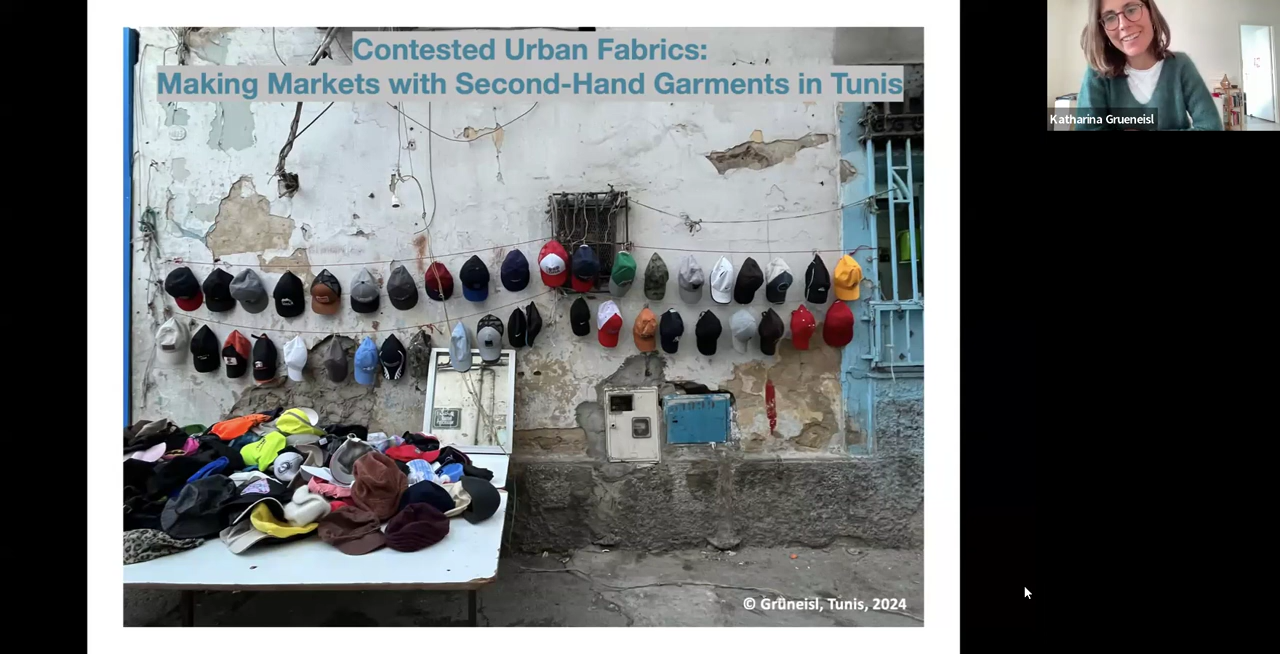 Contested Urban Fabrics:
Making Markets with Second-Hand Garments in Tunis
Katharina Grueneisl
© Grüneisl, Tunis, 2024